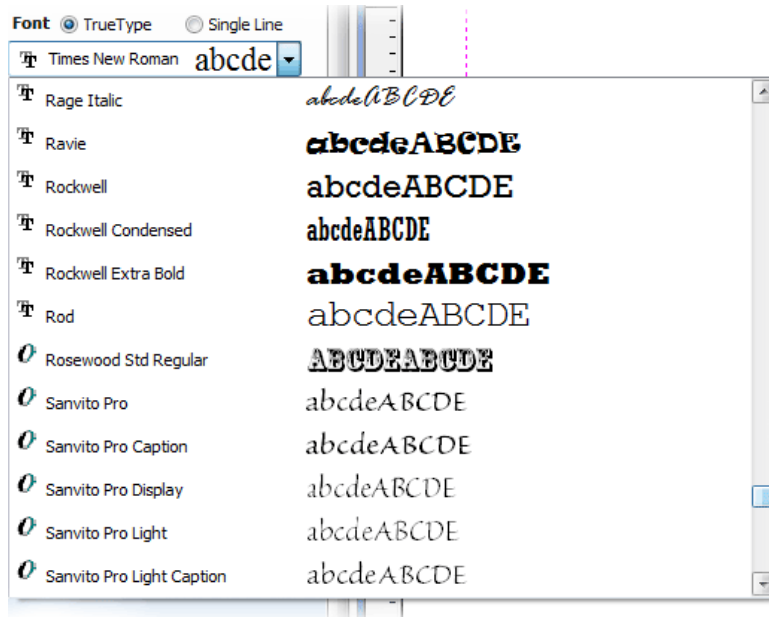 Font TrueType Single Line
Times New Roman abcde
Rage Italic abcdeABCDE
Ravie abcdeABCDE
Rockwell abcdeABCDE
Rockwell Condensed abcdeABCDE
Rockwell Extra Bold abcdeABCDE
Rod abcdeABCDE
Rosewood Std Regular ABCDEABCDE
Sanvito Pro abcdeABCDE
Sanvito Pro Caption abcdeABCDE
Sanvito Pro Display abcdeABCDE
Sanvito Pro Light abcdeABCDE
Sanvito Pro Light Caption abcdeABCDE